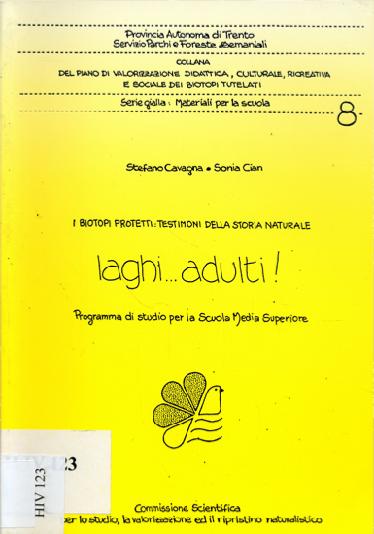 Provincia Autonoma di Trento
Servizio Parchi e Foreste demaniali
COLLANA
DEL PIANO DI VALORIZZAZIONE DIDATTICA, CULTURALE, RICREATIVA
E SOCIALE DEI BIOTOPI TUTELATI
Serie gialla: Materiali per la scuola
8
Stefano Cavagna • Sonia Cian
I BIOTOPI PROTETTI: TESTIMONI DELLA STORIA NATURALE
laghi... adulti!
Programma di studio per la Scuola Media Superiore
123
HIV 123
Commissione Scientifica
per lo studio, la valorizzazione ed il ripristino naturalistico